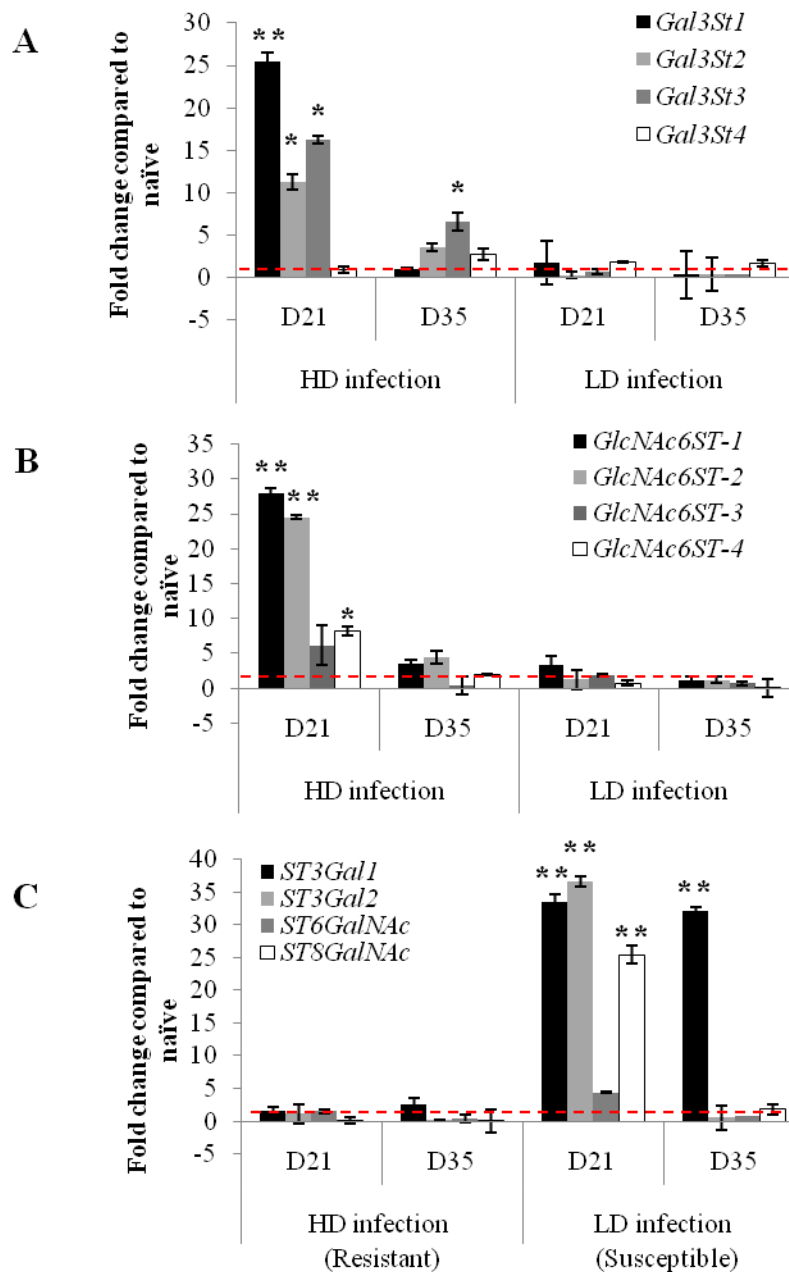 A
Fold change compared to
naïve
30
25
20
15
10
5
0
-5
**
*
*
*
Gal3St1
Gal3St2
Gal3St3
Gal3St4
D21
D35
D21
D35
HD infection
LD infection
B
Fold change compared to
naïve
35
30
25
20
15
10
5
0
-5
**
**
*
GlcNAc6ST-1
GlcNAc6ST-2
GlcNAc6ST-3
GlcNAc6ST-4
D21
D35
D21
D35
HD infection
LD infection
C
Fold change compared to
naïve
40
35
30
25
20
15
10
5
0
-5
ST3Gal1
ST3Gal2
ST6GalNAc
ST8GalNAc
**
**
**
**
D21
D35
D21
D35
HD infection
(Resistant)
LD infection
(Susceptible)